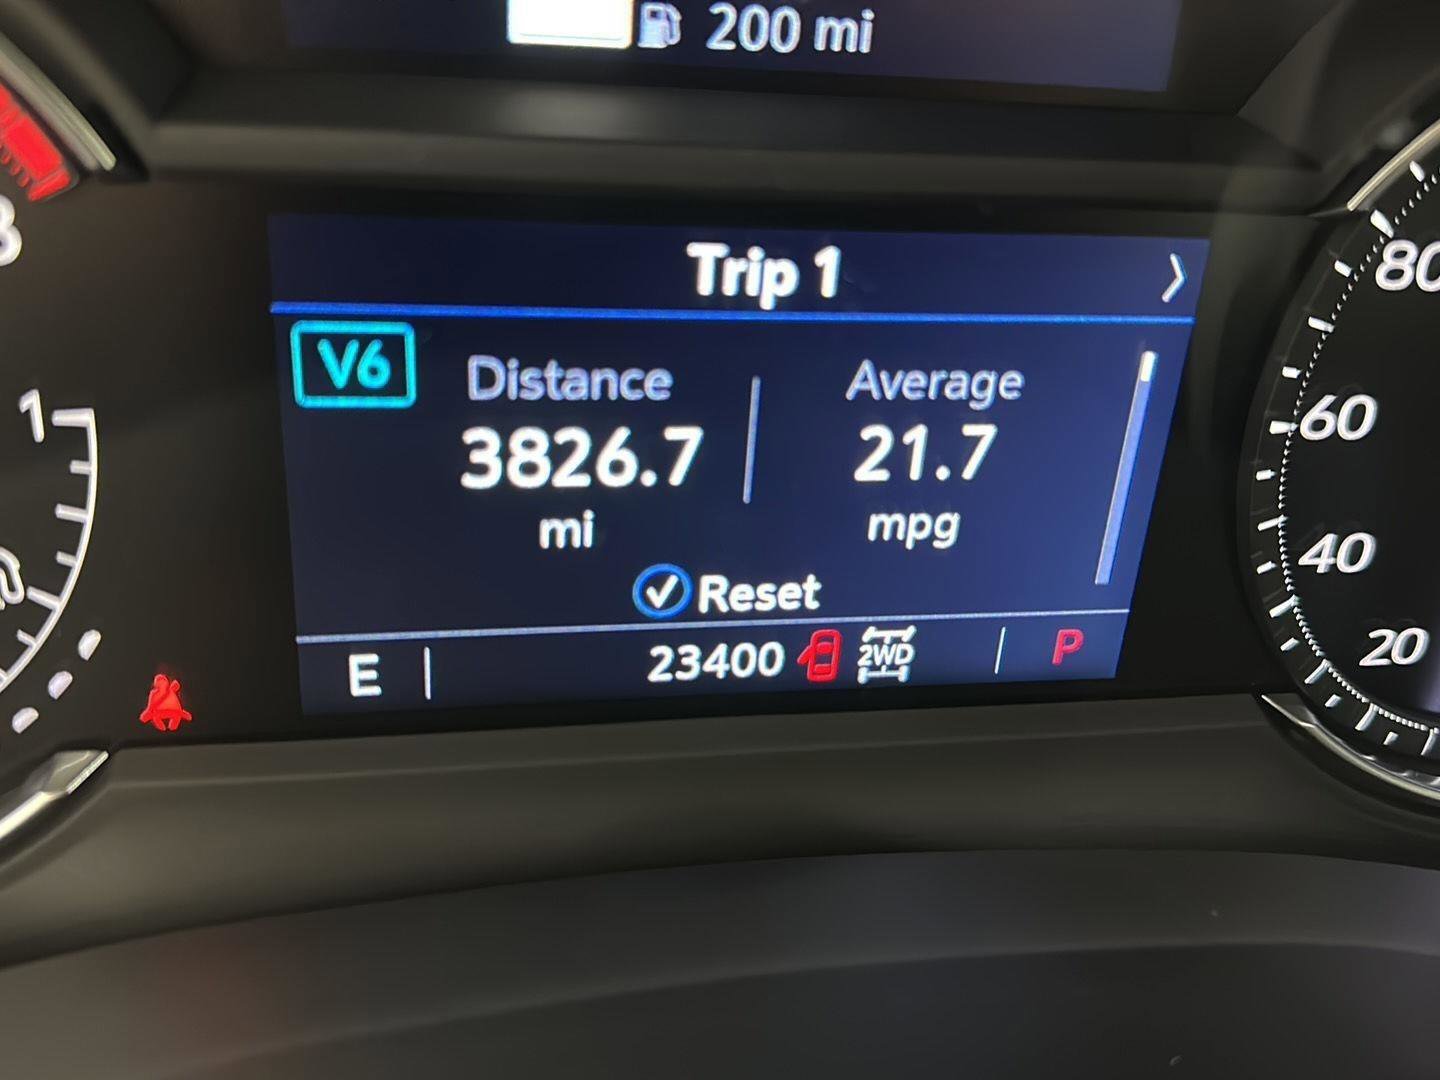 200 mi
Trip 1
V6
Distance
Average
3826.7
21.7
mi
mpg
Reset
E
23400
2WD
P
8
1
80
60
40
20